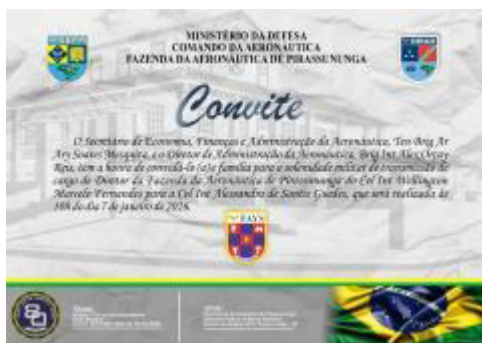 MINISTÉRIO DA DEFESA
COMANDO DA AERONÁUTICA
FAZENDA DA AERONÁUTICA DE PIRASSUNUNGA
Convite
O Secretário de Economia, Finanças e Administração da Aeronáutica, Ten Brig Ar
Ary Soares Mesquita, e o Diretor de Administração da Aeronáutica, Brig Int Alex
Reis, têm a honra de convidá-lo (a) e família para a solenidade militar de transmissão de
cargo de Diretor da Fazenda da Aeronáutica de Pirassununga do Cel Int Wellington
Marcelo Fernandes para o Cel Int Alexandre de Santis Guedes, que será realizada às
10h do dia 7 de janeiro de 2026.
FAYS
80